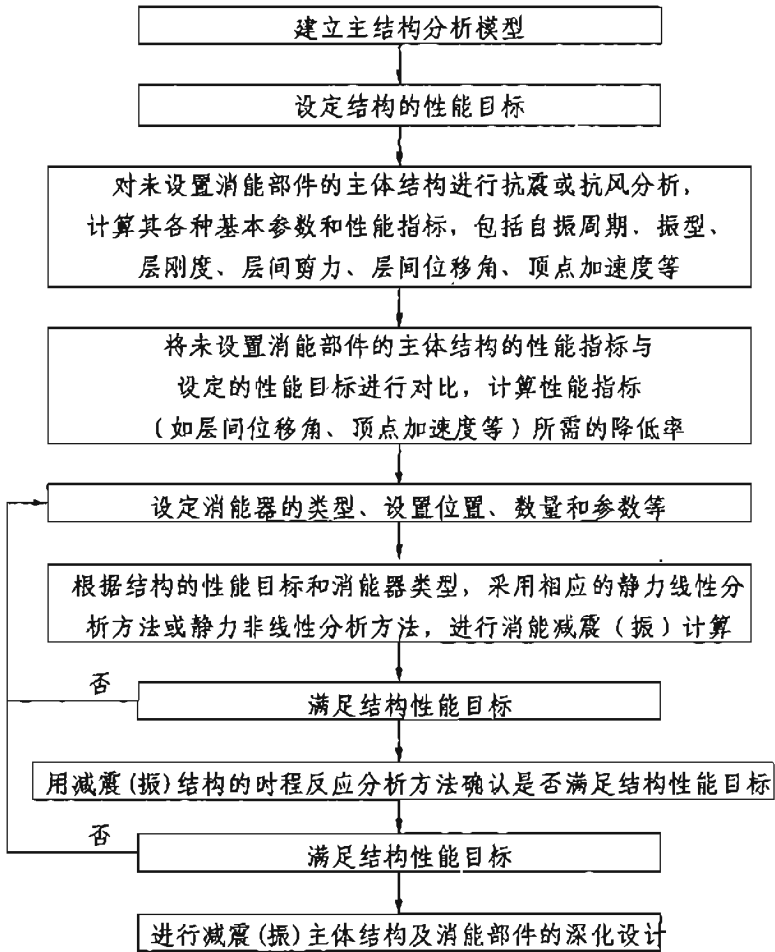 建立主结构分析模型
设定结构的性能目标
对未设置消能部件的主体结构进行抗震或抗风分析,
计算其各种基本参数和性能指标, 包括自振周期、振型、
层刚度、层间剪力、层间位移角、顶点加速度等
将未设置消能部件的主体结构的性能指标与
设定的性能目标进行对比, 计算性能指标
(如层间位移角、顶点加速度等)所需的降低率
设定消能器的类型、设置位置、数量和参数等
根据结构的性能目标和消能器类型, 采用相应的静力线性分
析方法或静力非线性分析方法, 进行消能减震(振)计算
否
满足结构性能目标
用减震(振)结构的时程反应分析方法确认是否满足结构性能目标
否
满足结构性能目标
进行减震(振)主体结构及消能部件的深化设计